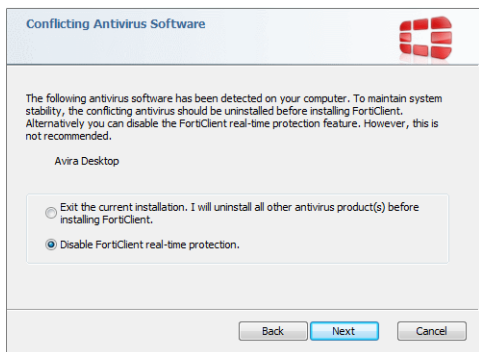 Conflicting Antivirus Software
The following antivirus software has been detected on your computer. To maintain system
stability, the conflicting antivirus should be uninstalled before installing FortiClient.
Alternatively you can disable the FortiClient real-time protection feature. However, this is
not recommended.
Avira Desktop
Exit the current installation. I will uninstall all other antivirus product(s) before
installing FortiClient.
Disable FortiClient real-time protection.
Back Next Cancel